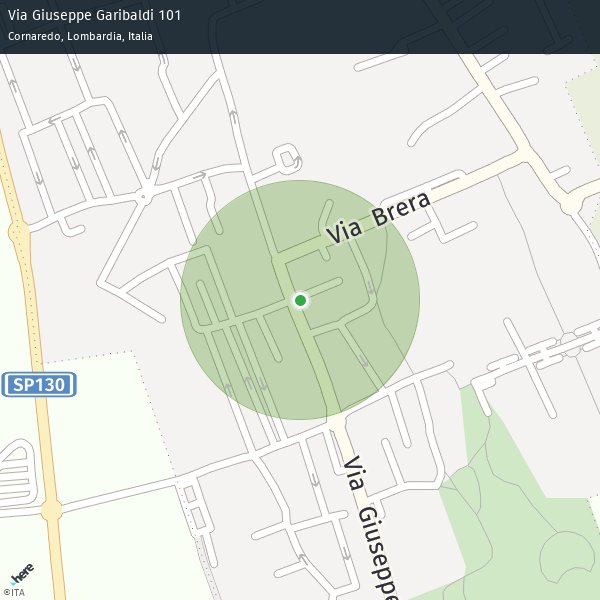 Via Giuseppe Garibaldi 101
Cornaredo, Lombardia, Italia
Via Brera
SP130
Via Giuseppe
here
©ITA